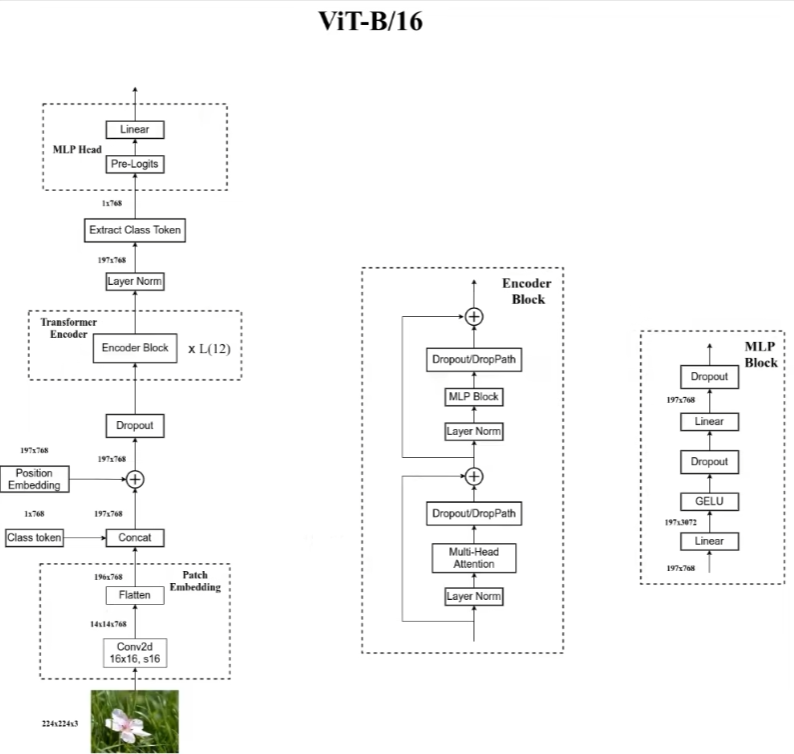 ViT-B/16
Linear
MLP Head
Pre-Logits
1x768
Extract Class Token
197x768
Layer Norm
Transformer
Encoder
Encoder Block
x L(12)
Dropout
197x768
197x768
Position
Embedding
+
1x768
197x768
Class token
Concat
196x768
Patch
Embedding
Flatten
14x14x768
Conv2d
16x16, s16
224x224x3
Encoder
Block
+
Dropout/DropPath
MLP Block
Layer Norm
+
Dropout/DropPath
Multi-Head
Attention
Layer Norm
MLP
Block
Dropout
197x768
Linear
Dropout
GELU
197x3072
Linear
197x768